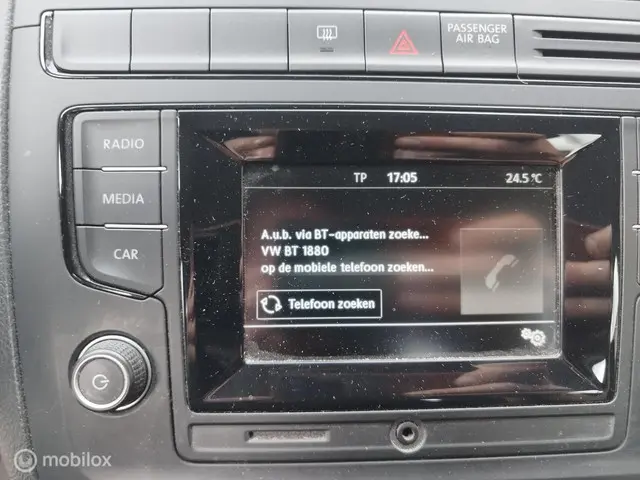 PASSENGER
AIR BAG
RADIO
MEDIA
CAR
TP 17:05 24.5 °C
A.u.b. via BT-apparaten zoeke...
VW BT 1880
op de mobiele telefoon zoeken...
Telefoon zoeken
mobilox